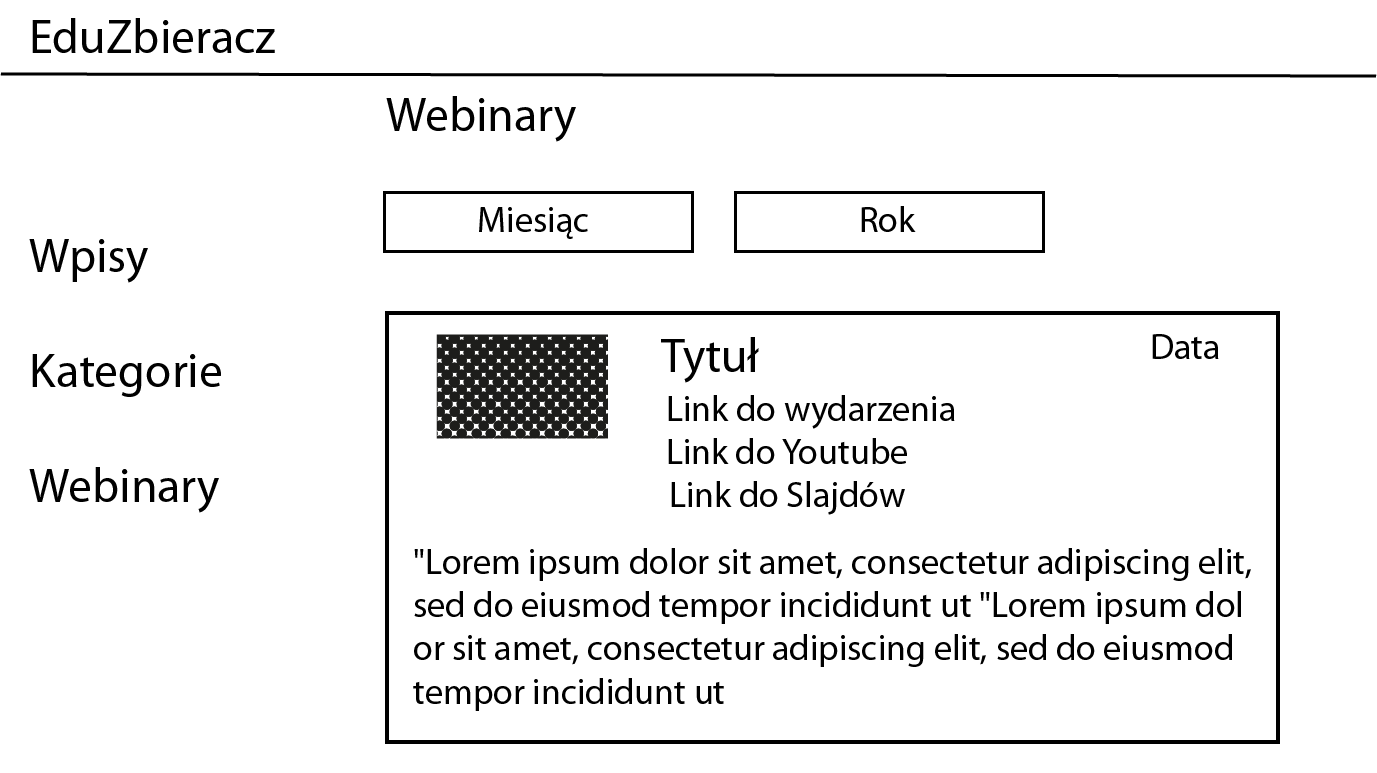 EduZbieracz
Webinary
Miesiąc
Rok
Wpisy
Kategorie
Webinary
Tytuł
Data
Link do wydarzenia
Link do Youtube
Link do Slajdów
"Lorem ipsum dolor sit amet, consectetur adipiscing elit,
sed do eiusmod tempor incididunt ut "Lorem ipsum dol
or sit amet, consectetur adipiscing elit, sed do eiusmod
tempor incididunt ut